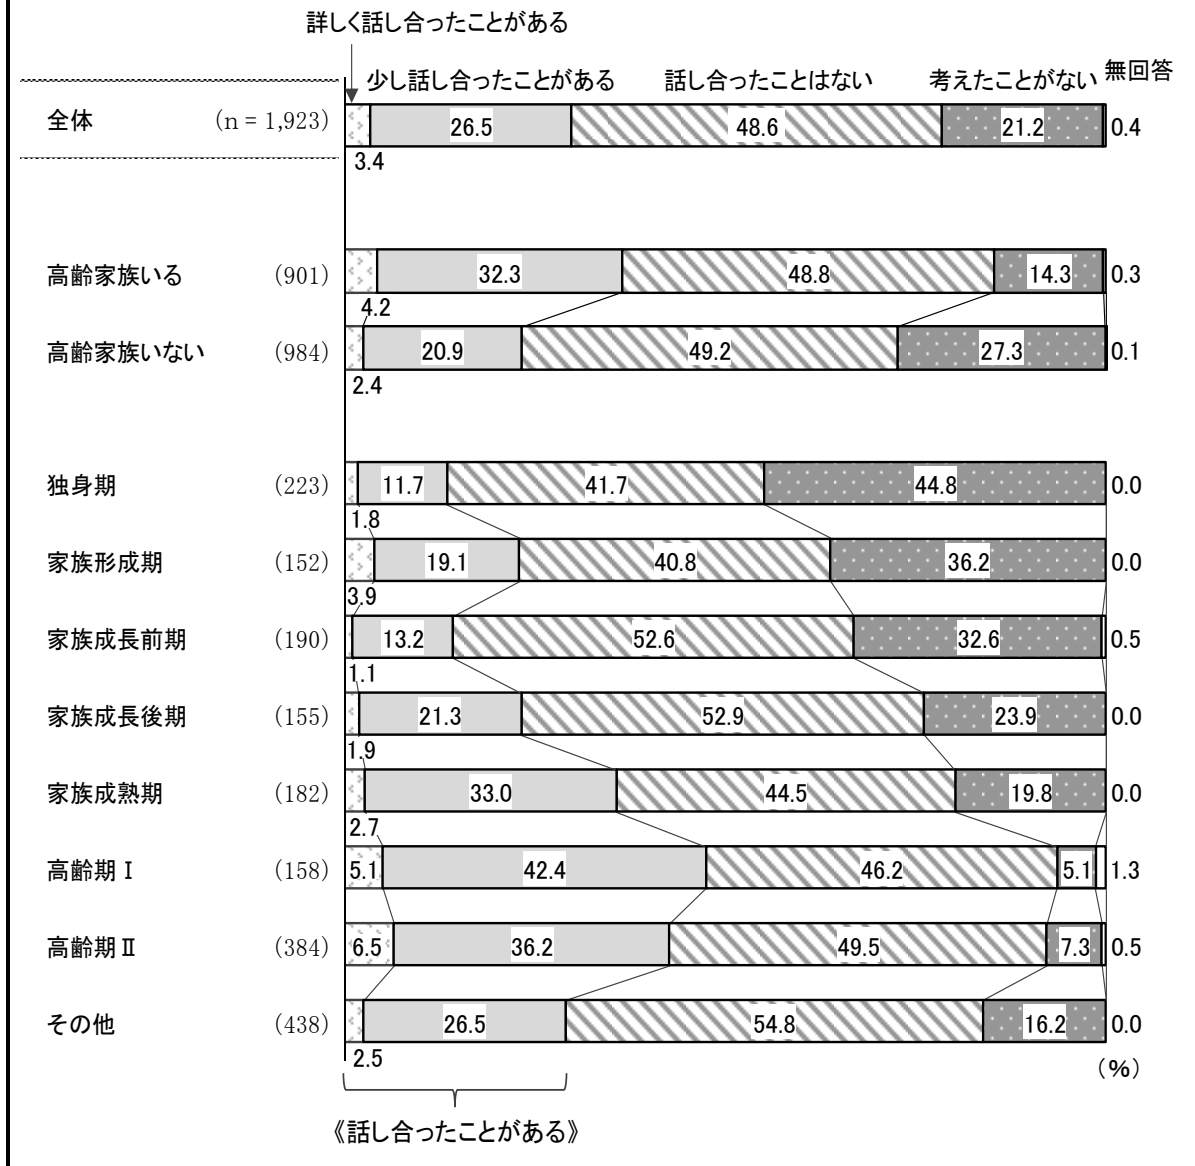 詳しく話し合ったことがある
少し話し合ったことがある 話し合ったことはない 考えたことがない 無回答
全体 (n = 1,923) 26.5 48.6 21.2 0.4
3.4
高齢家族いる (901) 32.3 48.8 14.3 0.3
4.2
高齢家族いない (984) 20.9 49.2 27.3 0.1
2.4
独身期 (223) 11.7 41.7 44.8 0.0
1.8
家族形成期 (152) 19.1 40.8 36.2 0.0
3.9
家族成長前期 (190) 13.2 52.6 32.6 0.5
1.1
家族成長後期 (155) 21.3 52.9 23.9 0.0
1.9
家族成熟期 (182) 33.0 44.5 19.8 0.0
2.7
高齢期Ⅰ (158) 5.1 42.4 46.2 5.1 1.3
高齢期Ⅱ (384) 6.5 36.2 49.5 7.3 0.5
その他 (438) 26.5 54.8 16.2 0.0
2.5
(%)
《話し合ったことがある》